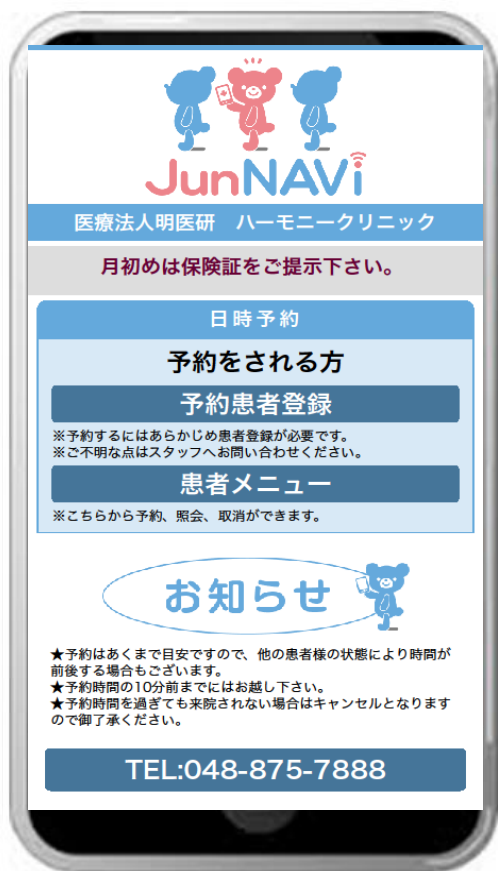 JunNAVi
医療法人明医研　ハーモニークリニック
月初めは保険証をご提示下さい。
日時予約
予約をされる方
予約患者登録
※予約するにはあらかじめ患者登録が必要です。
※ご不明な点はスタッフへお問い合わせください。
患者メニュー
※こちらから予約、照会、取消ができます。
お知らせ
★予約はあくまで目安ですので、他の患者様の状態により時間が
前後する場合もございます。
★予約時間の10分前までにはお越し下さい。
★予約時間を過ぎても来院されない場合はキャンセルとなります
ので御了承ください。
TEL:048-875-7888